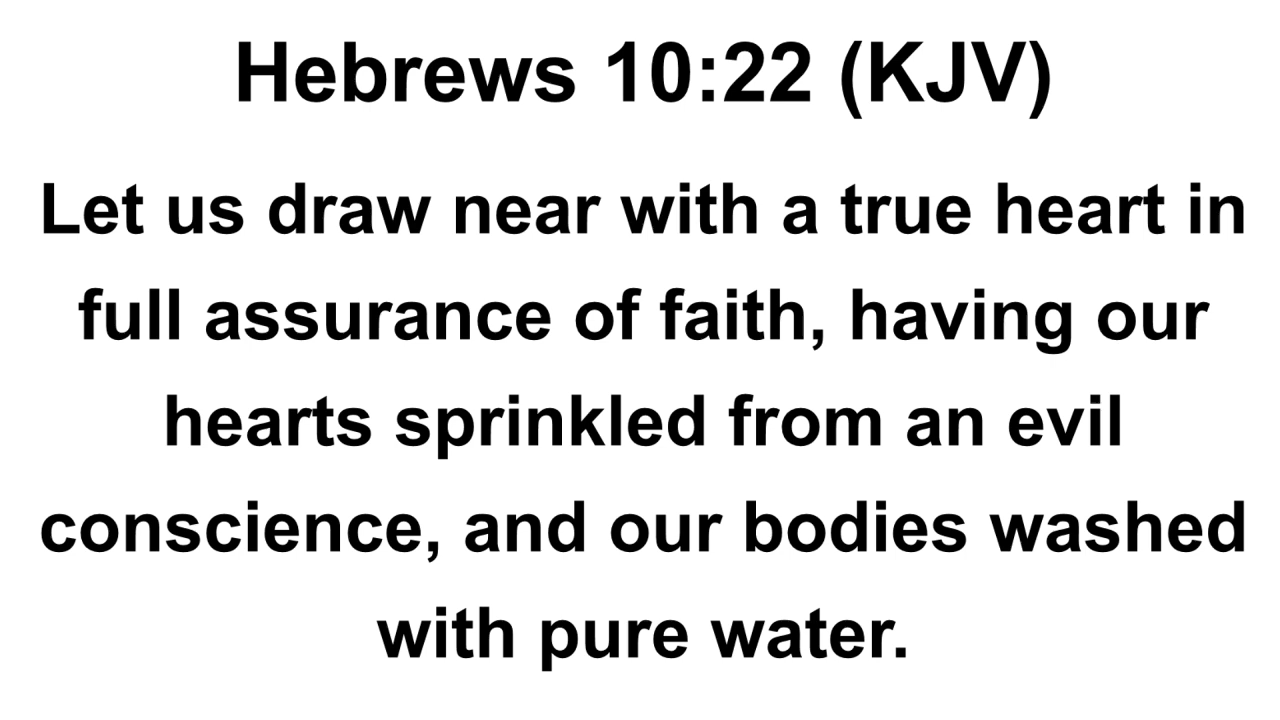 Hebrews 10:22 (KJV)
Let us draw near with a true heart in
full assurance of faith, having our
hearts sprinkled from an evil
conscience, and our bodies washed
with pure water.